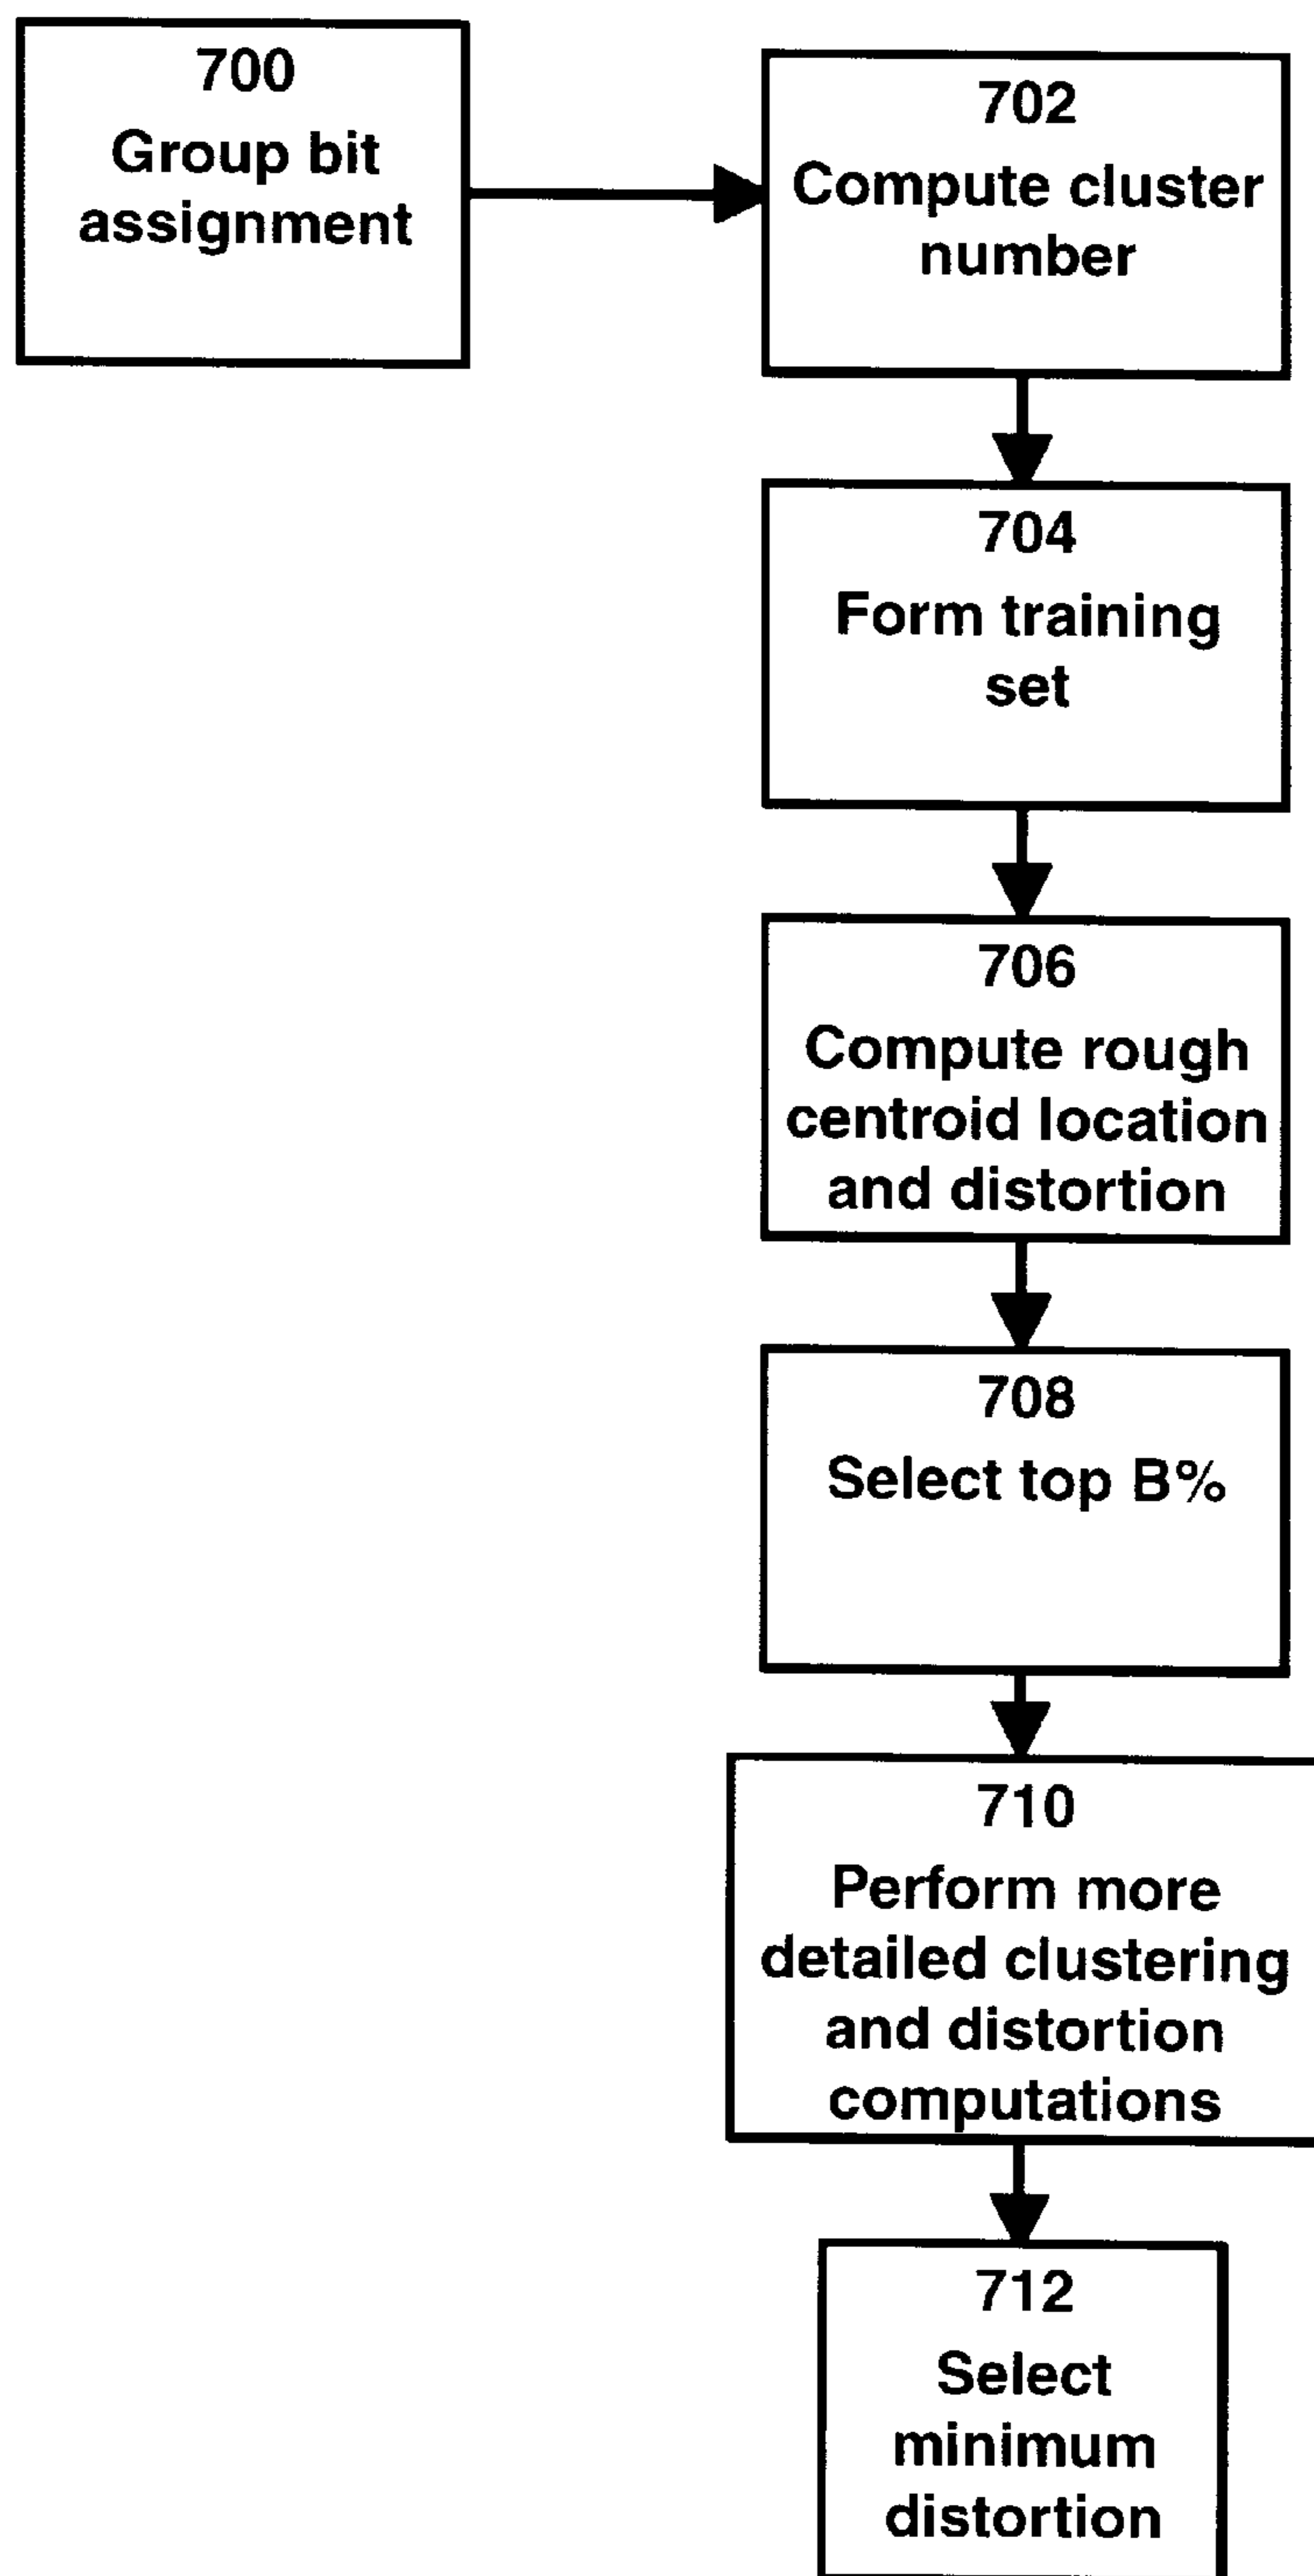 700
Group bit
assignment
702
Compute cluster
number
704
Form training
set
706
Compute rough
centroid location
and distortion
708
Select top B%
710
Perform more
detailed clustering
and distortion
computations
712
Select
minimum
distortion